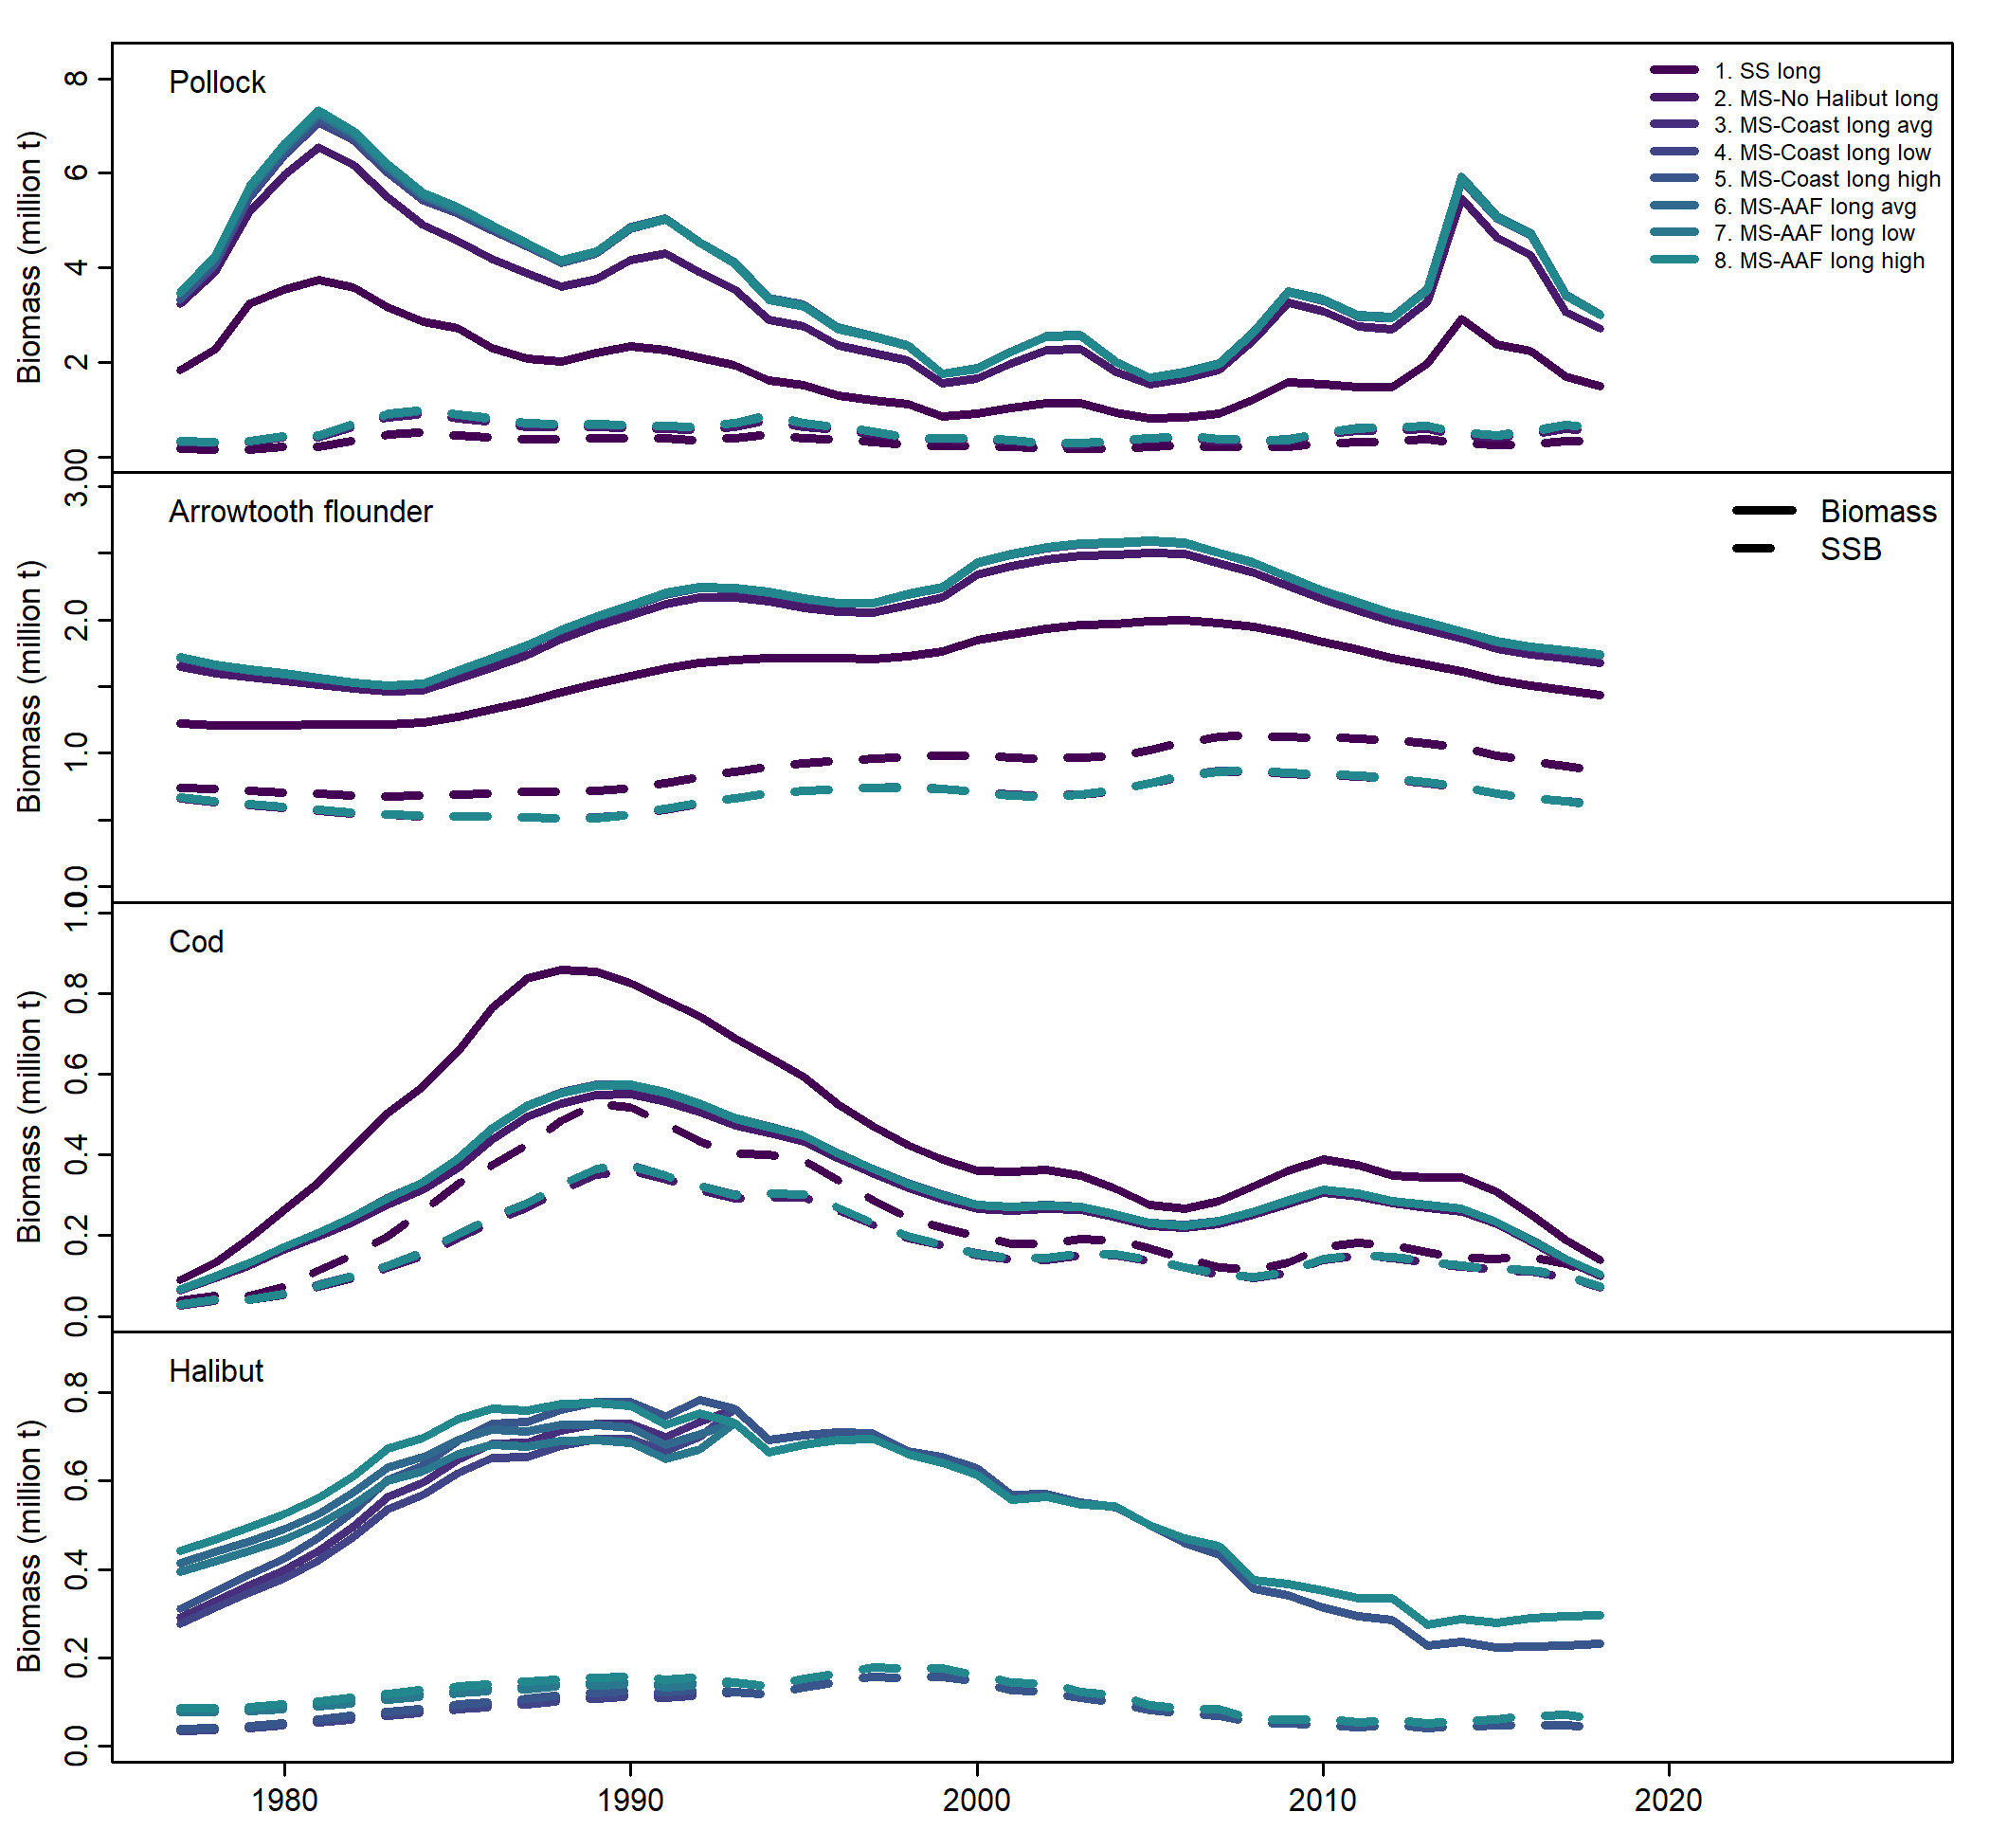 Pollock
1. SS long
2. MS-No Halibut long
3. MS-Coast long avg
4. MS-Coast long low
5. MS-Coast long high
6. MS-AAF long avg
7. MS-AAF long low
8. MS-AAF long high
Biomass (million t)
8
6
4
2
0
Arrowtooth flounder
Biomass
SSB
Biomass (million t)
3.0
2.0
1.0
0.0
Cod
Biomass (million t)
1.0
0.8
0.6
0.4
0.2
0.0
Halibut
Biomass (million t)
0.8
0.6
0.4
0.2
0.0
1980 1990 2000 2010 2020